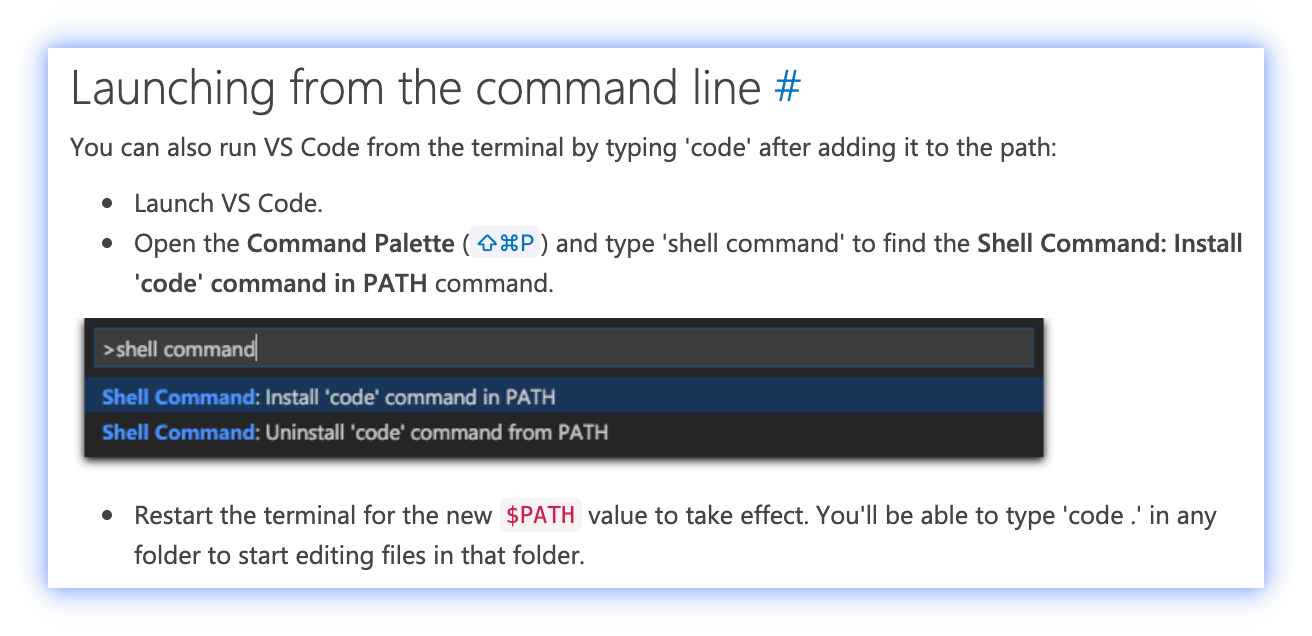 Launching from the command line #
You can also run VS Code from the terminal by typing 'code' after adding it to the path:
• Launch VS Code.
• Open the Command Palette (⇧⌘P) and type 'shell command' to find the Shell Command: Install
'code' command in PATH command.
>shell command
Shell Command: Install 'code' command in PATH
Shell Command: Uninstall 'code' command from PATH
• Restart the terminal for the new $PATH value to take effect. You'll be able to type 'code .' in any
folder to start editing files in that folder.